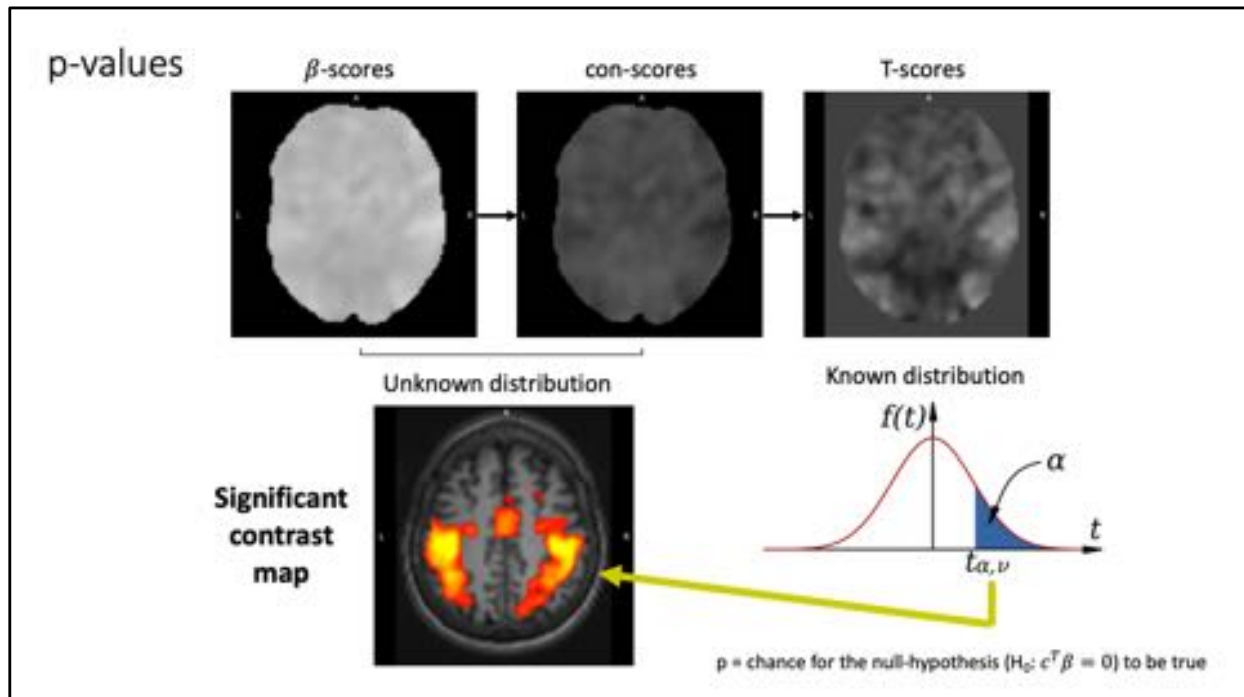 p-values
β-scores
con-scores
T-scores
L
L
Unknown distribution
Known distribution
f(t)
α
t
t_{α,ν}
Significant
contrast
map
p = chance for the null-hypothesis (H₀: cᵀβ = 0) to be true